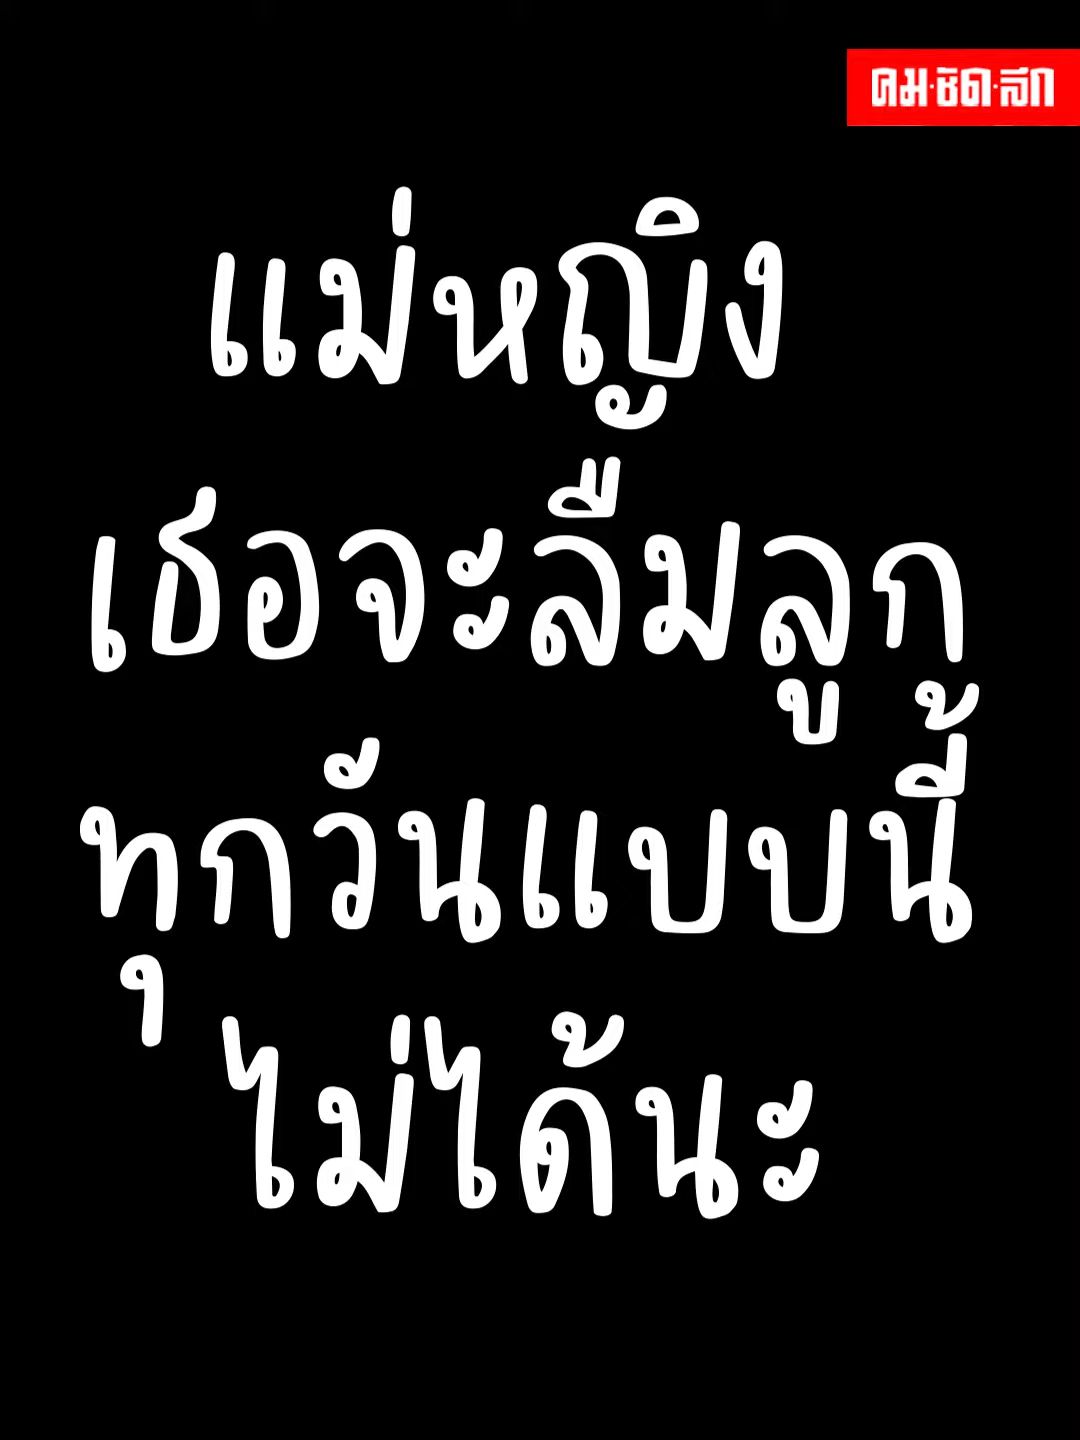 คม·ชัด·ลึก
แม่หญิง
เธอจะลืมลูก
ทุกวันแบบนี้
ไม่ได้นะ